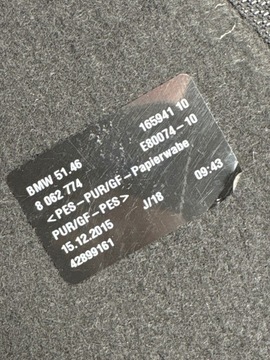 BMW 51.46 165941 10
8 062 774 E80074-10
<PES-PUR/GF-Papierwabe
PUR/GF-PES> J/18 09:43
15.12.2015
42899161